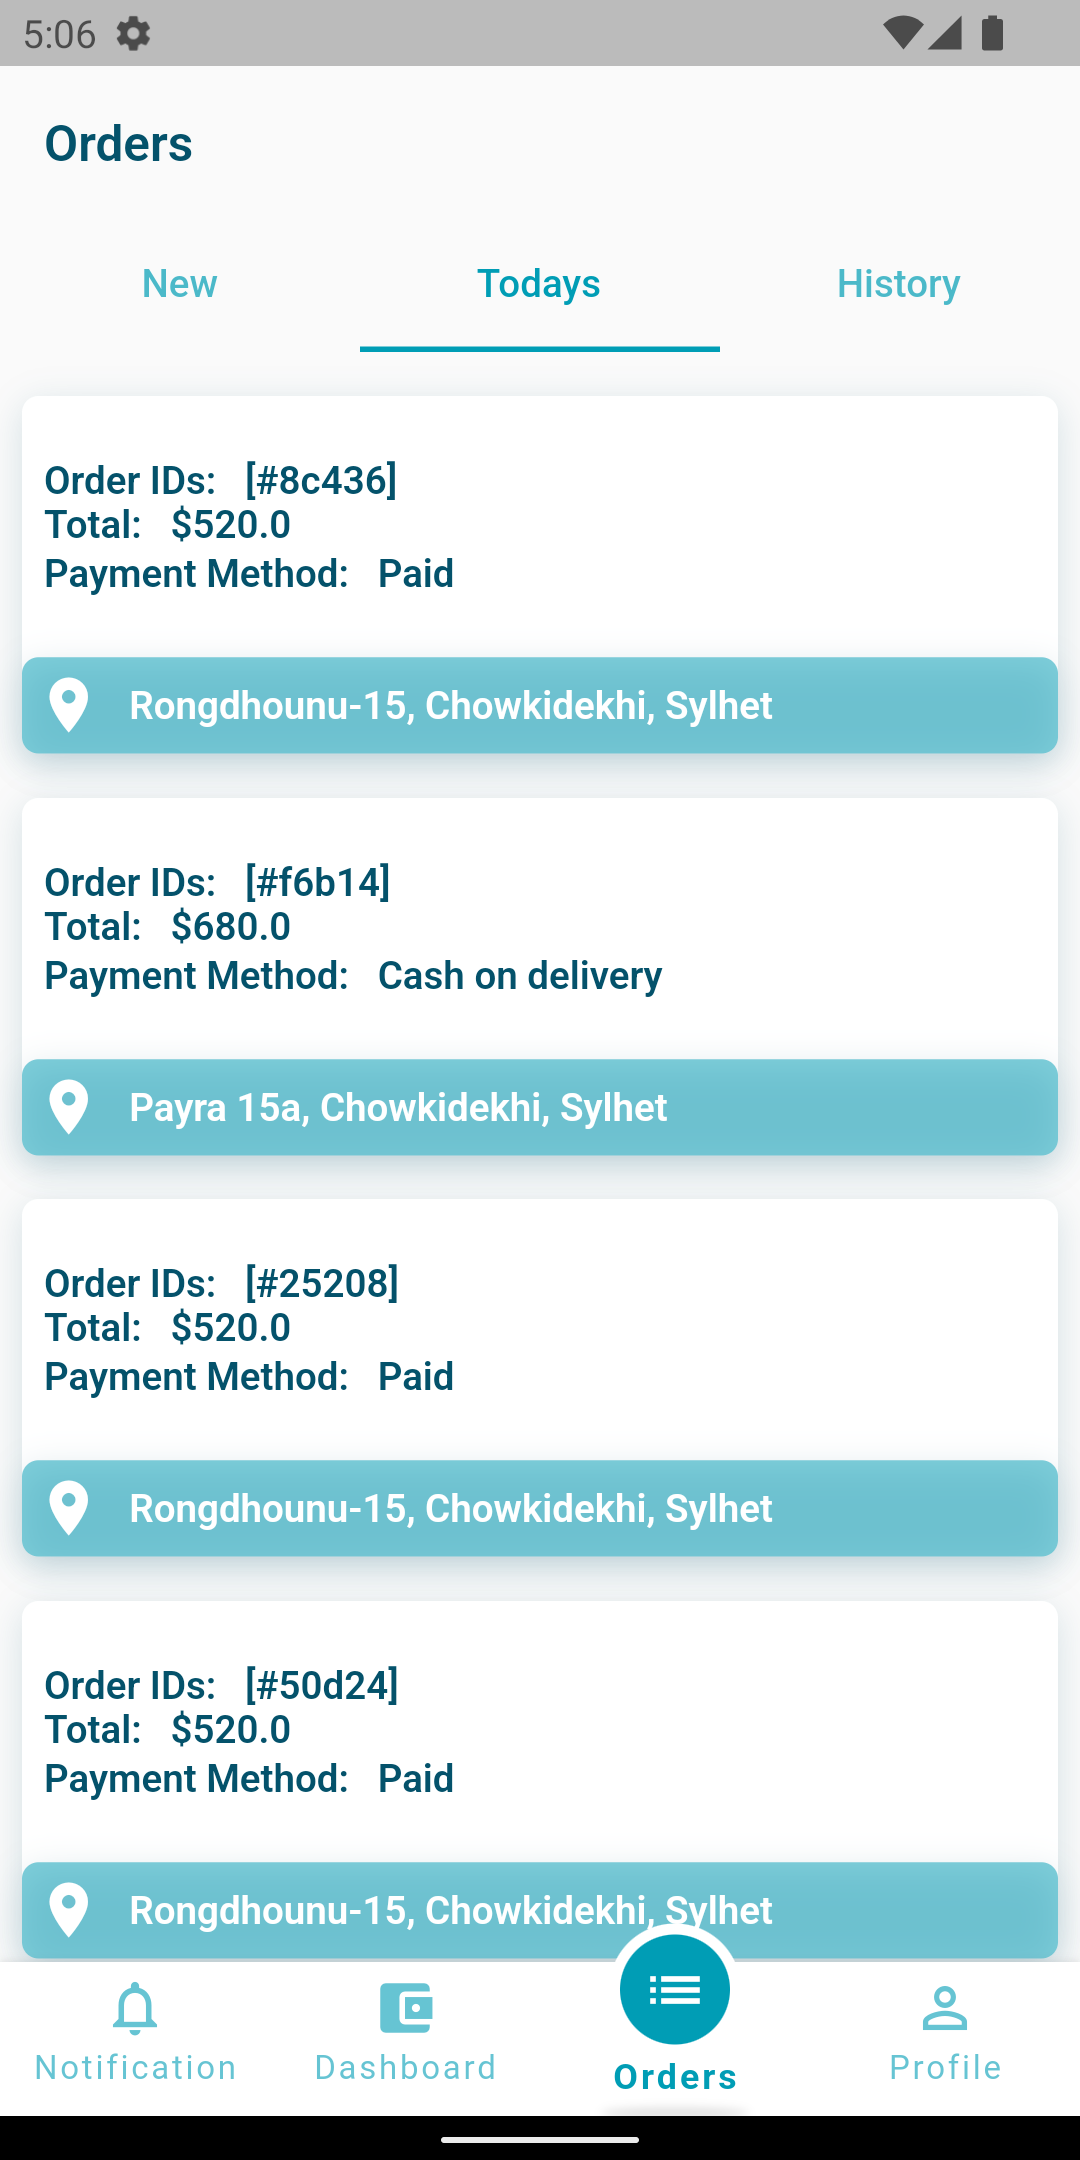 5:06
Orders
New Todays History
Order IDs: [#8c436]
Total: $520.0
Payment Method: Paid
Rongdhounu-15, Chowkidekhi, Sylhet
Order IDs: [#f6b14]
Total: $680.0
Payment Method: Cash on delivery
Payra 15a, Chowkidekhi, Sylhet
Order IDs: [#25208]
Total: $520.0
Payment Method: Paid
Rongdhounu-15, Chowkidekhi, Sylhet
Order IDs: [#50d24]
Total: $520.0
Payment Method: Paid
Rongdhounu-15, Chowkidekhi, Sylhet
Notification Dashboard Orders Profile